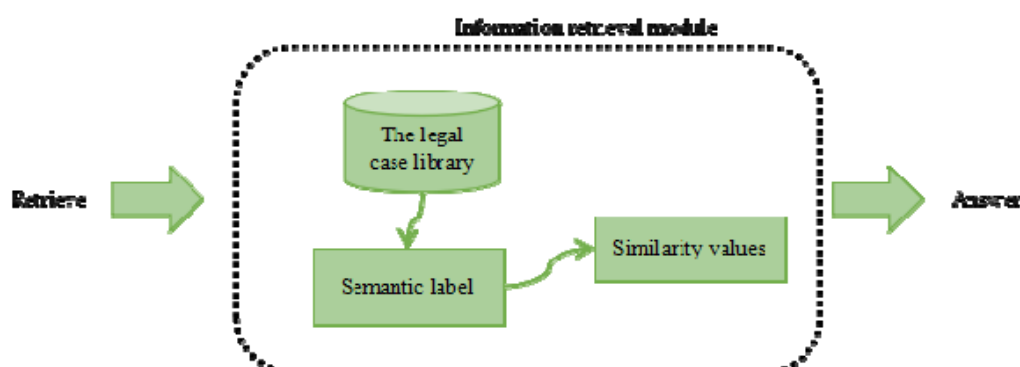 Information retrieval module
The legal
case library
Retrieve
Answer
Similarity values
Semantic label